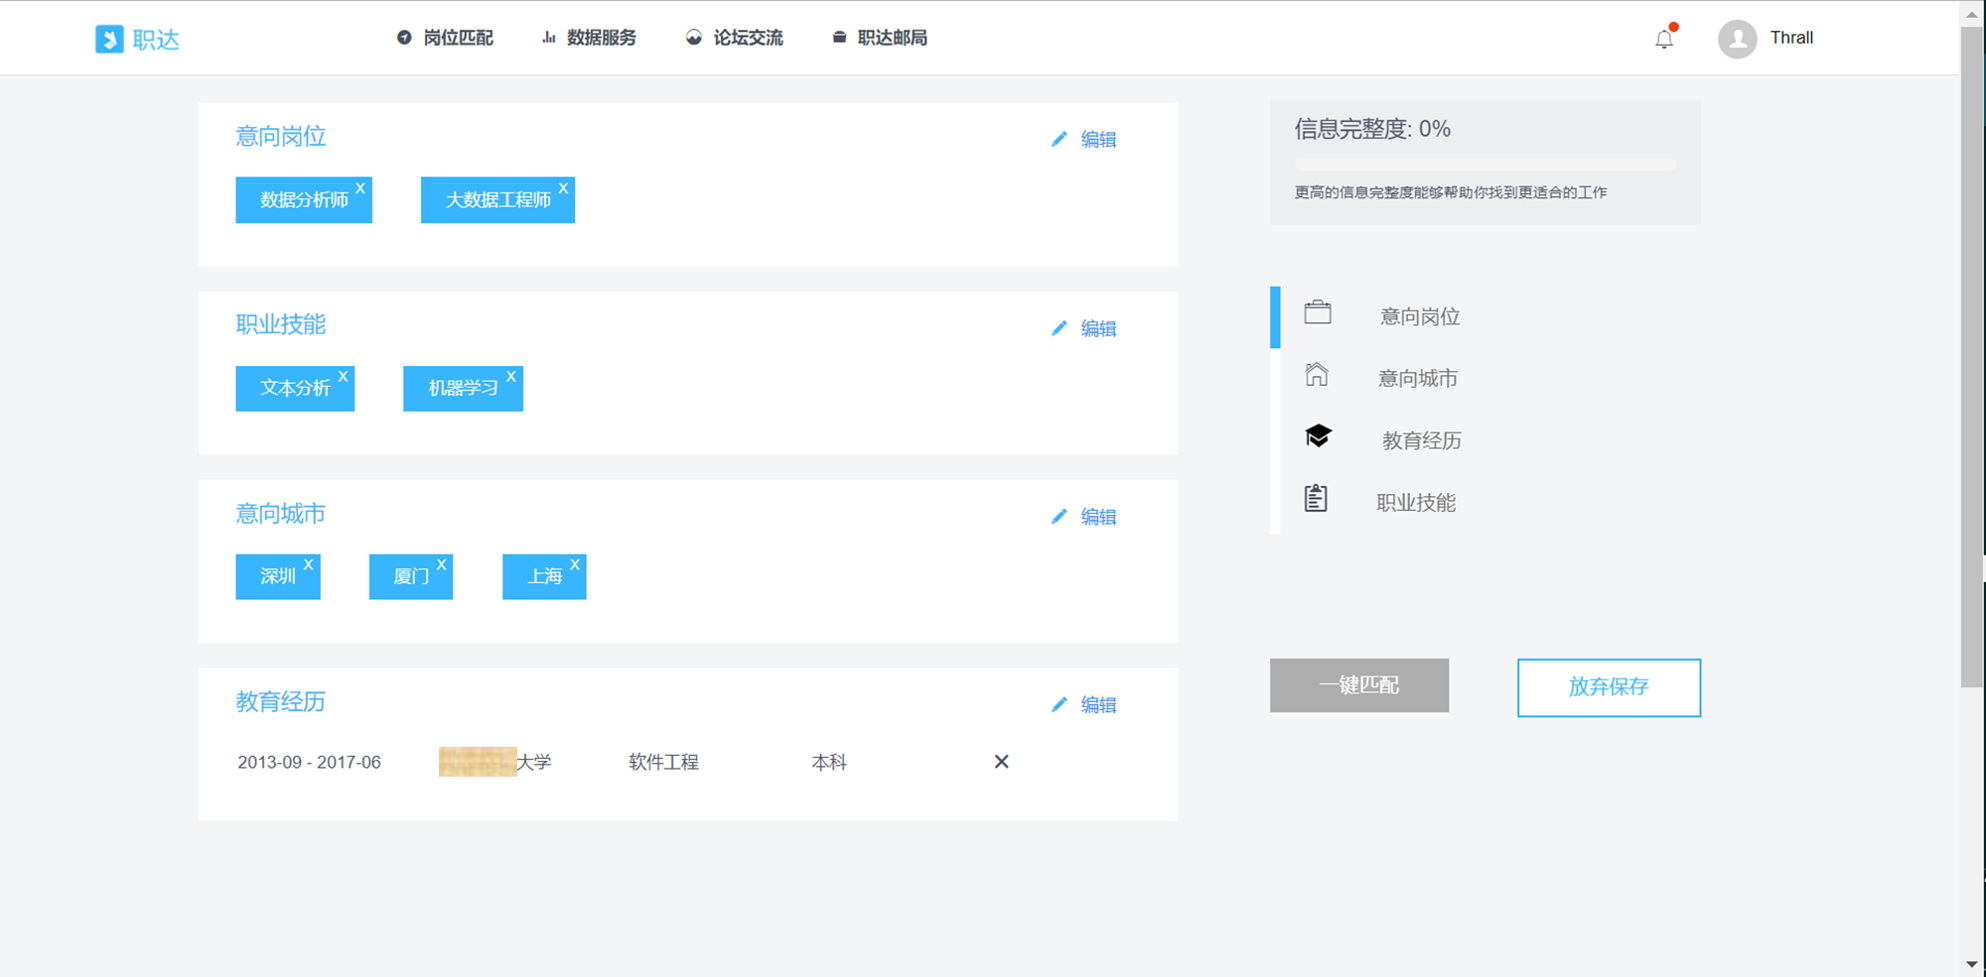 职达
岗位匹配 数据服务 论坛交流 职达邮局
Thrall
意向岗位 编辑
数据分析师 X 大数据工程师 X
职业技能 编辑
文本分析 X 机器学习 X
意向城市 编辑
深圳 X 厦门 X 上海 X
教育经历 编辑
2013-09 - 2017-06 大学 软件工程 本科
信息完整度: 0%
更高的信息完整度能够帮助你找到更适合的工作
意向岗位
意向城市
教育经历
职业技能
一键匹配 放弃保存